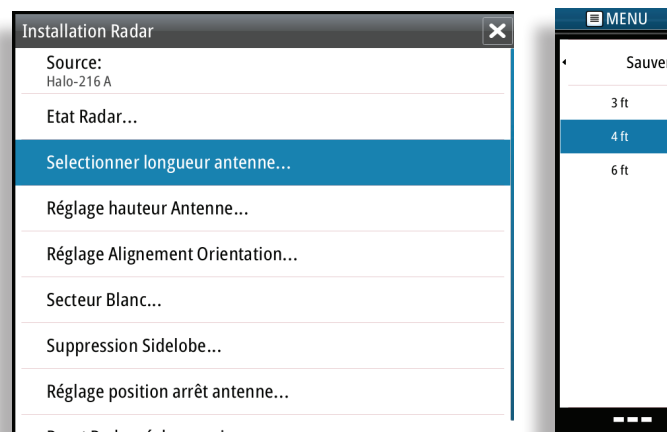 Installation Radar
Source:
Halo-216 A
Etat Radar...
Selectionner longueur antenne...
Réglage hauteur Antenne...
Réglage Alignement Orientation...
Secteur Blanc...
Suppression Sidelobe...
Réglage position arrêt antenne...
MENU
3 ft
4 ft
6 ft